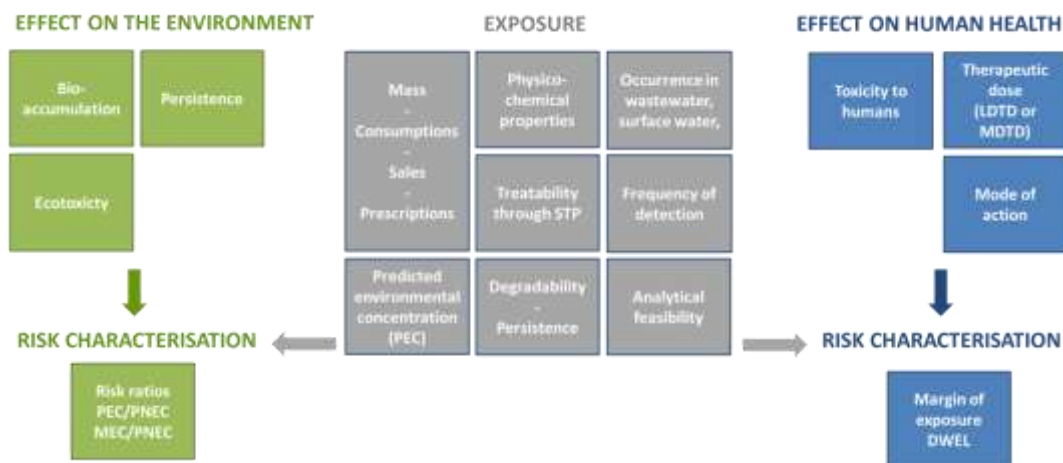 EFFECT ON THE ENVIRONMENT
Bio-
accumulation
Persistence
Ecotoxicty
RISK CHARACTERISATION
Risk ratios
PEC/PNEC
MEC/PNEC
EXPOSURE
Mass
-
Consumptions
-
Sales
-
Prescriptions
Physico-
chemical
properties
Occurrence in
wastewater,
surface water,
Treatability
through STP
Frequency of
detection
Predicted
environmental
concentration
(PEC)
Degradability
-
Persistence
Analytical
feasibility
EFFECT ON HUMAN HEALTH
Toxicity to
humans
Therapeutic
dose
(LDTD or
MDTD)
Mode of
action
RISK CHARACTERISATION
Margin of
exposure
DWEL